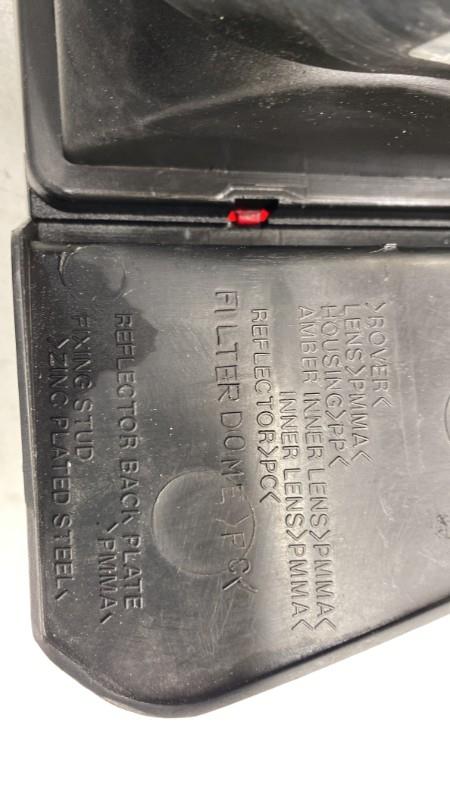 >ROVER<
LENS>PMMA<
HOUSING>PP<
AMBER INNER LENS>PMMA<
INNER LENS>PMMA<
REFLECTOR>PC<
FILTER DOME >PC<
REFLECTOR BACK PLATE
>PMMA<
FIXING STUD
>ZINC PLATED STEEL<